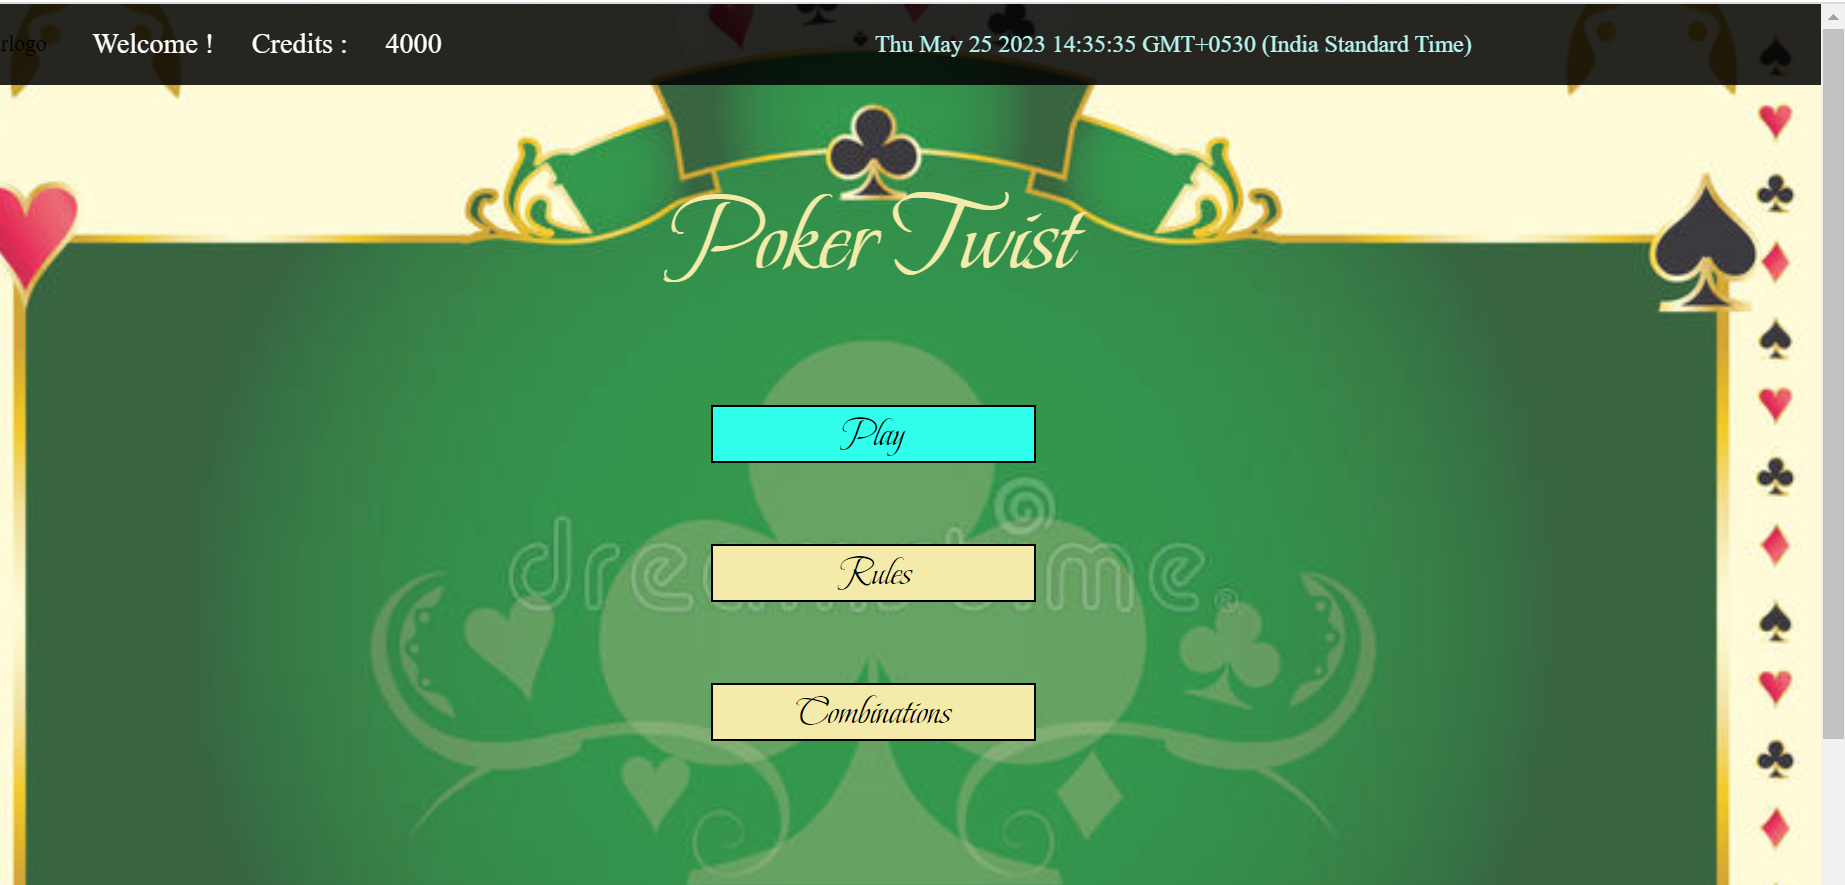 rlogo Welcome ! Credits : 4000 Thu May 25 2023 14:35:35 GMT+0530 (India Standard Time)
Poker Twist
Play
Rules
Combinations